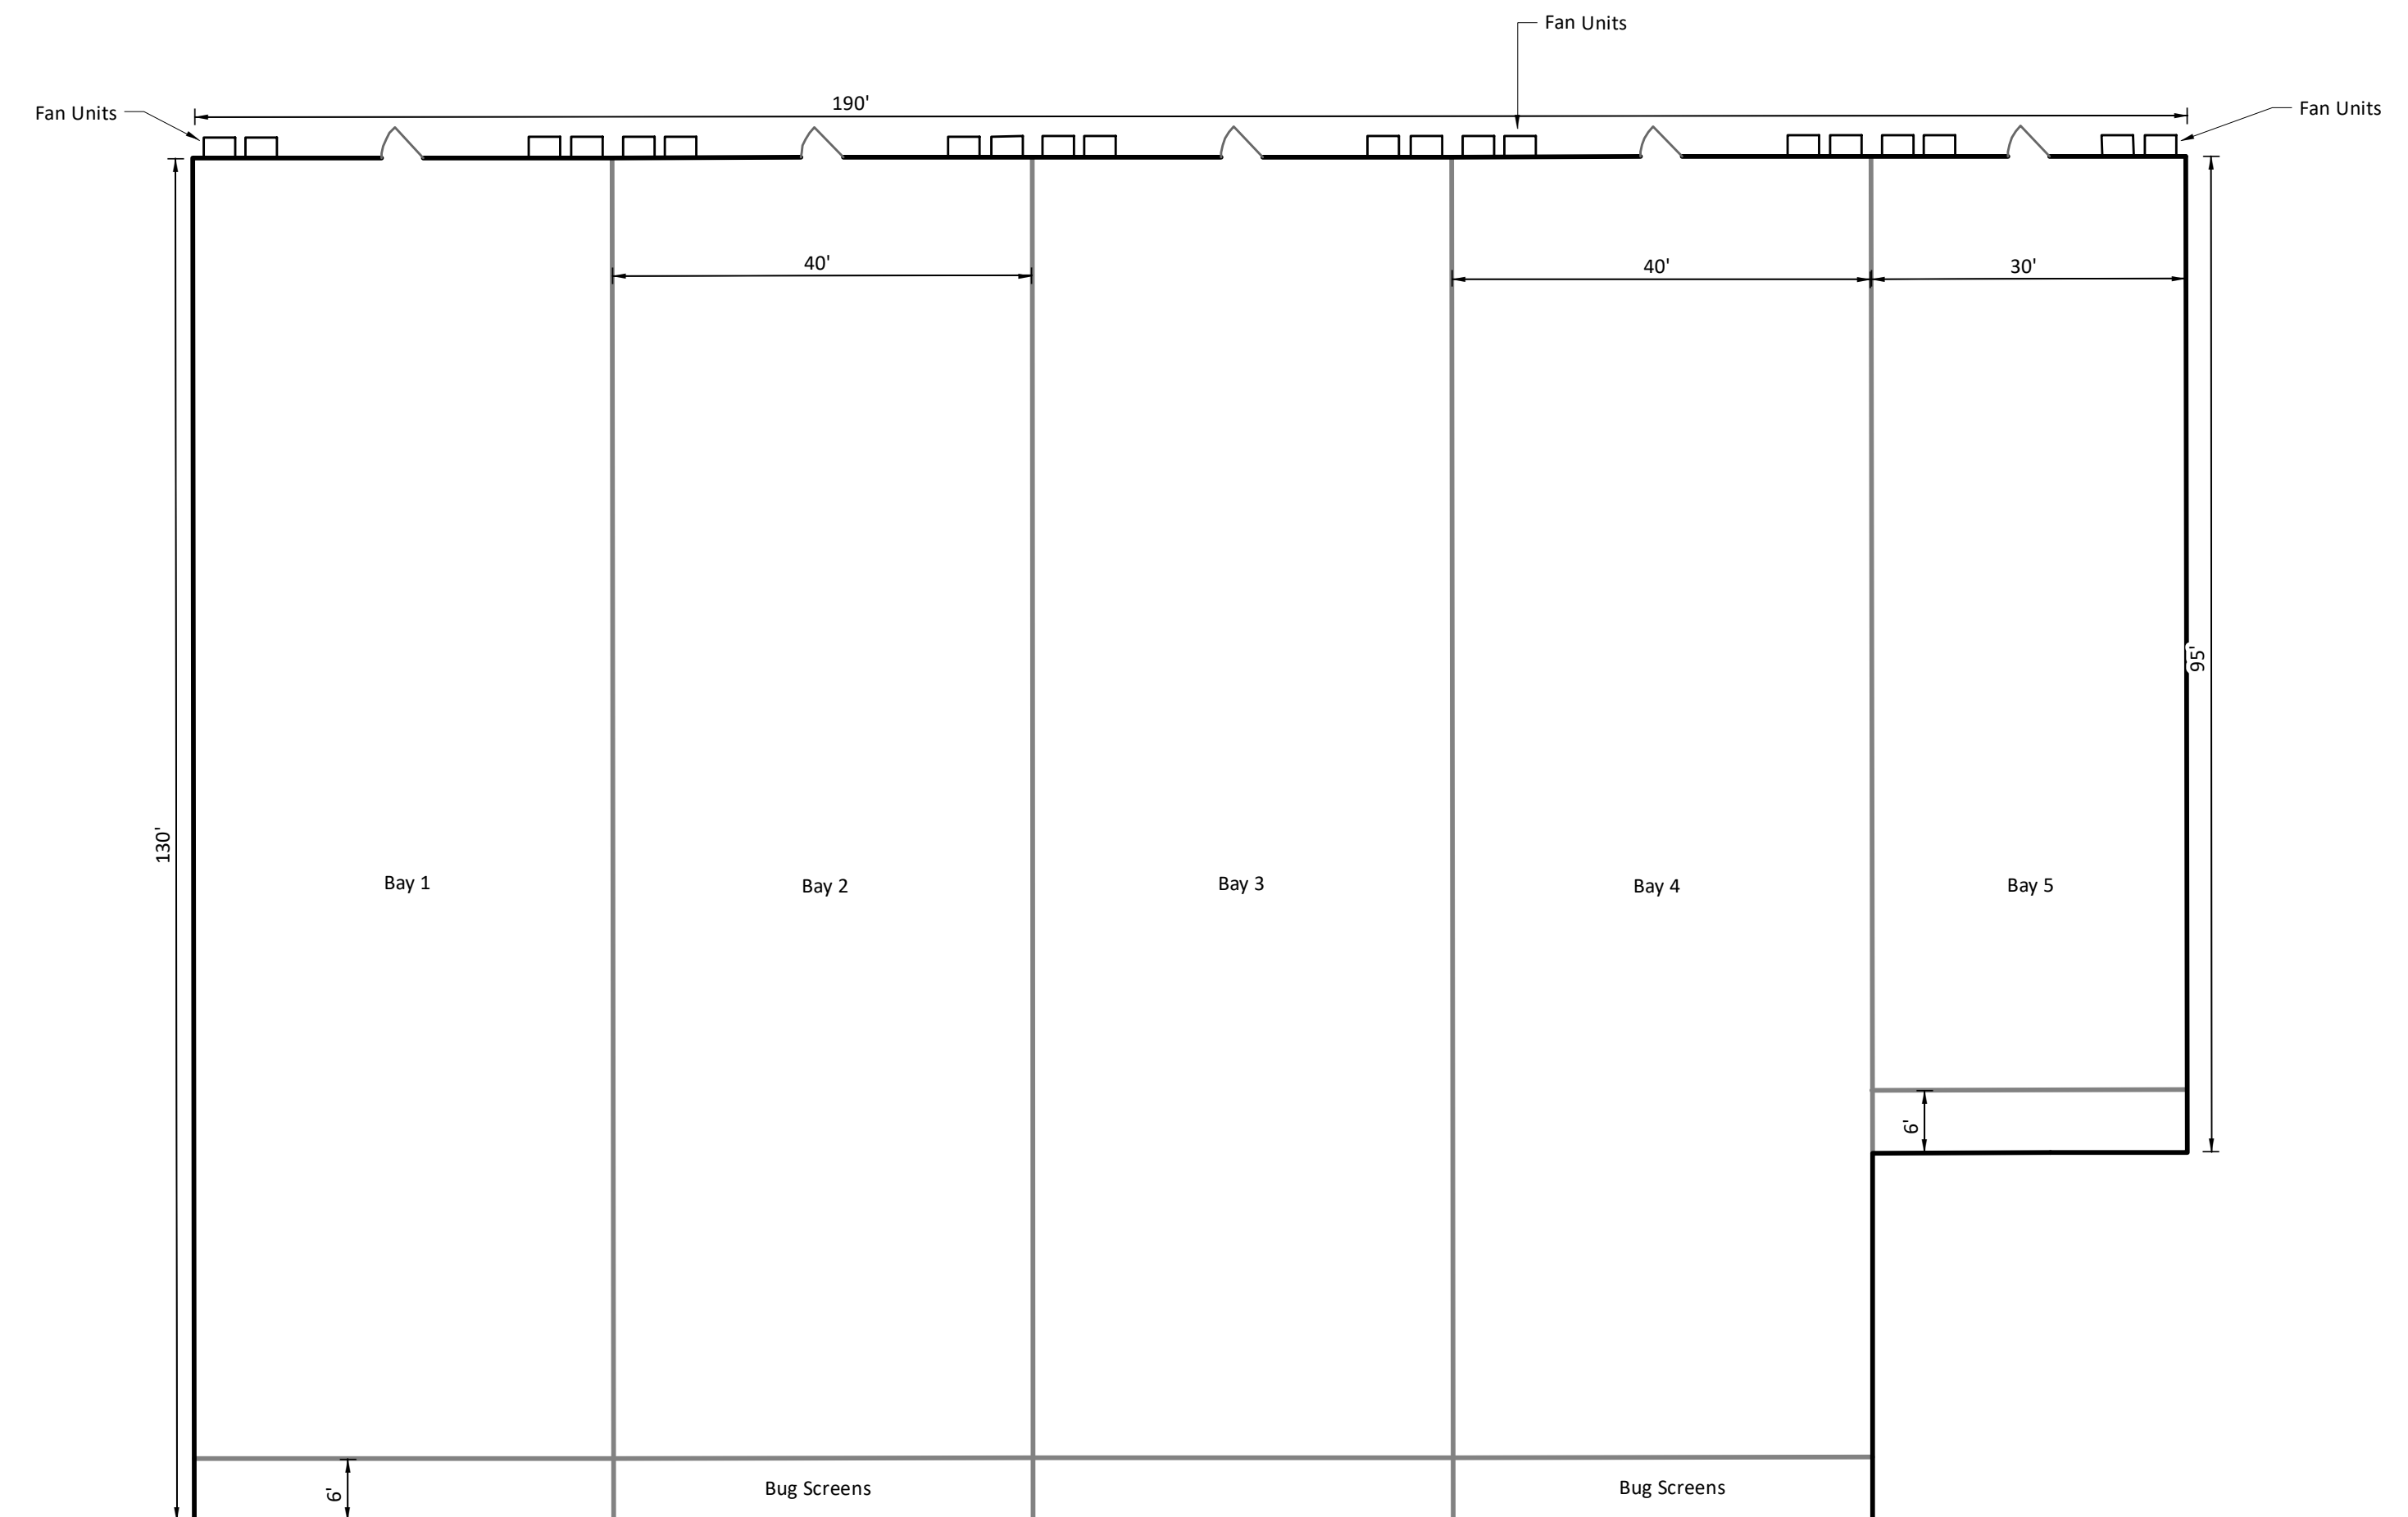 Fan Units
Fan Units
190'
Fan Units
40'
40'
30'
95'
130'
Bay 1
Bay 2
Bay 3
Bay 4
Bay 5
6'
6'
Bug Screens
Bug Screens